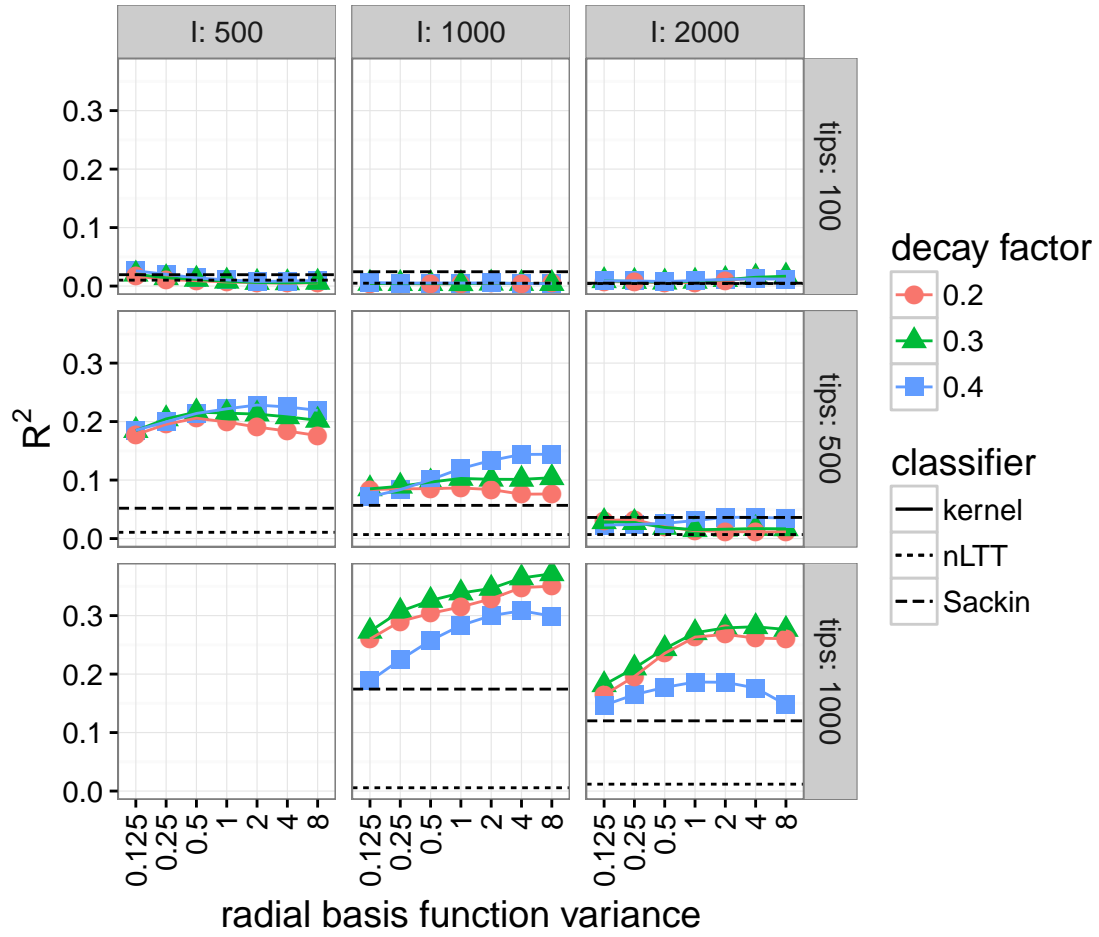 I: 500
I: 1000
I: 2000
0.3
0.2
0.1
0.0
tips: 100
0.3
0.2
0.1
0.0
tips: 500
0.3
0.2
0.1
0.0
tips: 1000
R²
0.125
0.25
0.5
1
2
4
8
0.125
0.25
0.5
1
2
4
8
0.125
0.25
0.5
1
2
4
8
radial basis function variance
decay factor
0.2
0.3
0.4
classifier
kernel
nLTT
Sackin